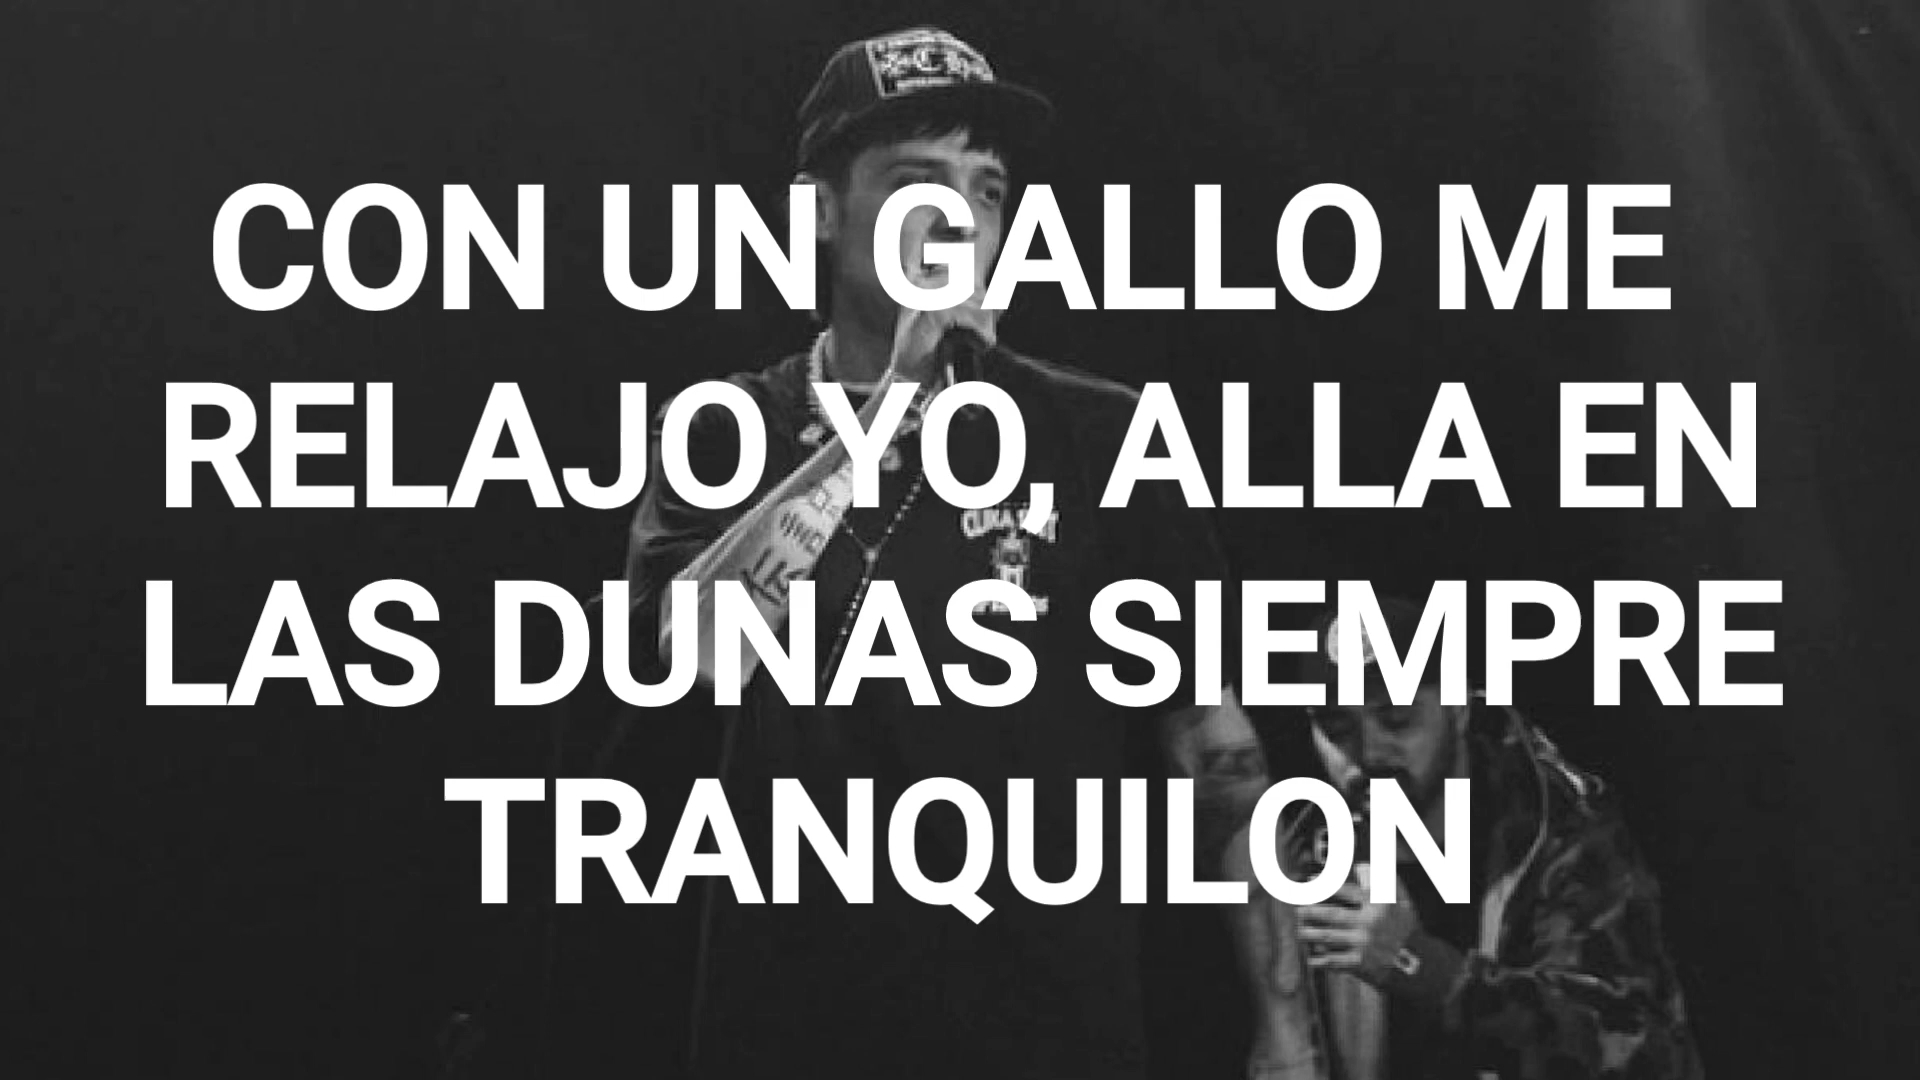 CON UN GALLO ME
RELAJO YO, ALLA EN
LAS DUNAS SIEMPRE
TRANQUILON